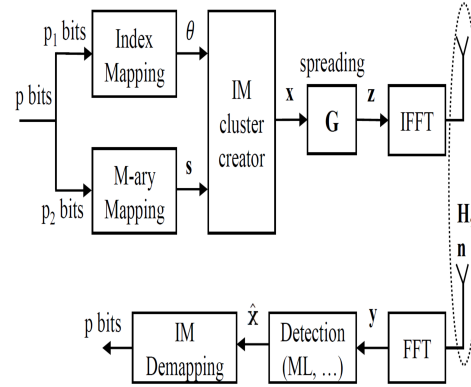 p₁ bits
Index
Mapping
θ
p bits
IM
cluster
creator
spreading
x
G
z
IFFT
p₂ bits
M-ary
Mapping
s
H,
n
p bits
IM
Demapping
x̂
Detection
(ML, ...)
y
FFT